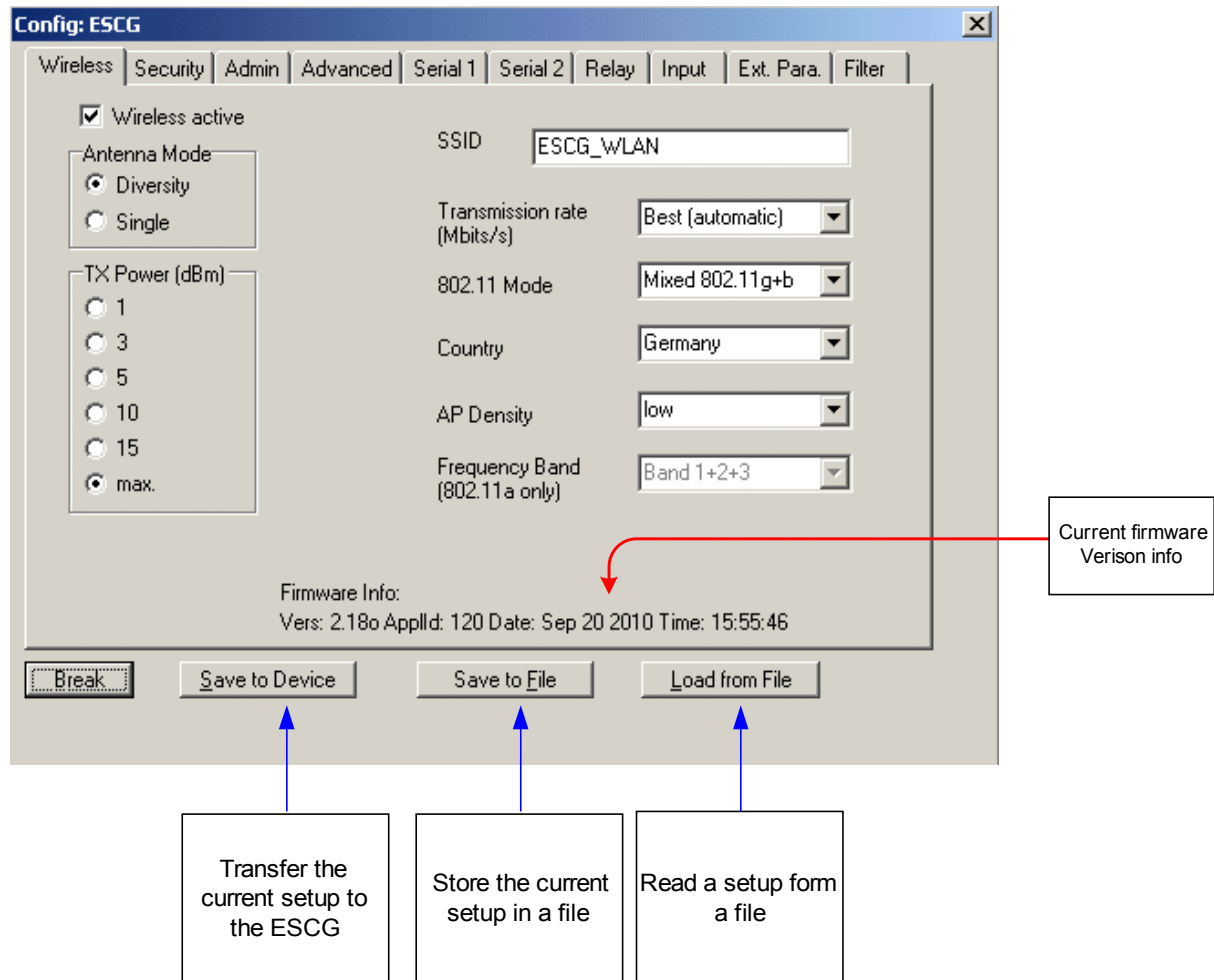 Config: ESCG
Wireless Security Admin Advanced Serial 1 Serial 2 Relay Input Ext. Para. Filter
Wireless active
Antenna Mode
Diversity
Single
TX Power (dBm)
1
3
5
10
15
max.
SSID
ESCG_WLAN
Transmission rate
(Mbits/s)
Best (automatic)
802.11 Mode
Mixed 802.11g+b
Country
Germany
AP Density
low
Frequency Band
(802.11a only)
Band 1+2+3
Firmware Info:
Vers: 2.18o ApplId: 120 Date: Sep 20 2010 Time: 15:55:46
Current firmware
Verison info
Break Save to Device Save to File Load from File
Transfer the
current setup to
the ESCG
Store the current
setup in a file
Read a setup form
a file